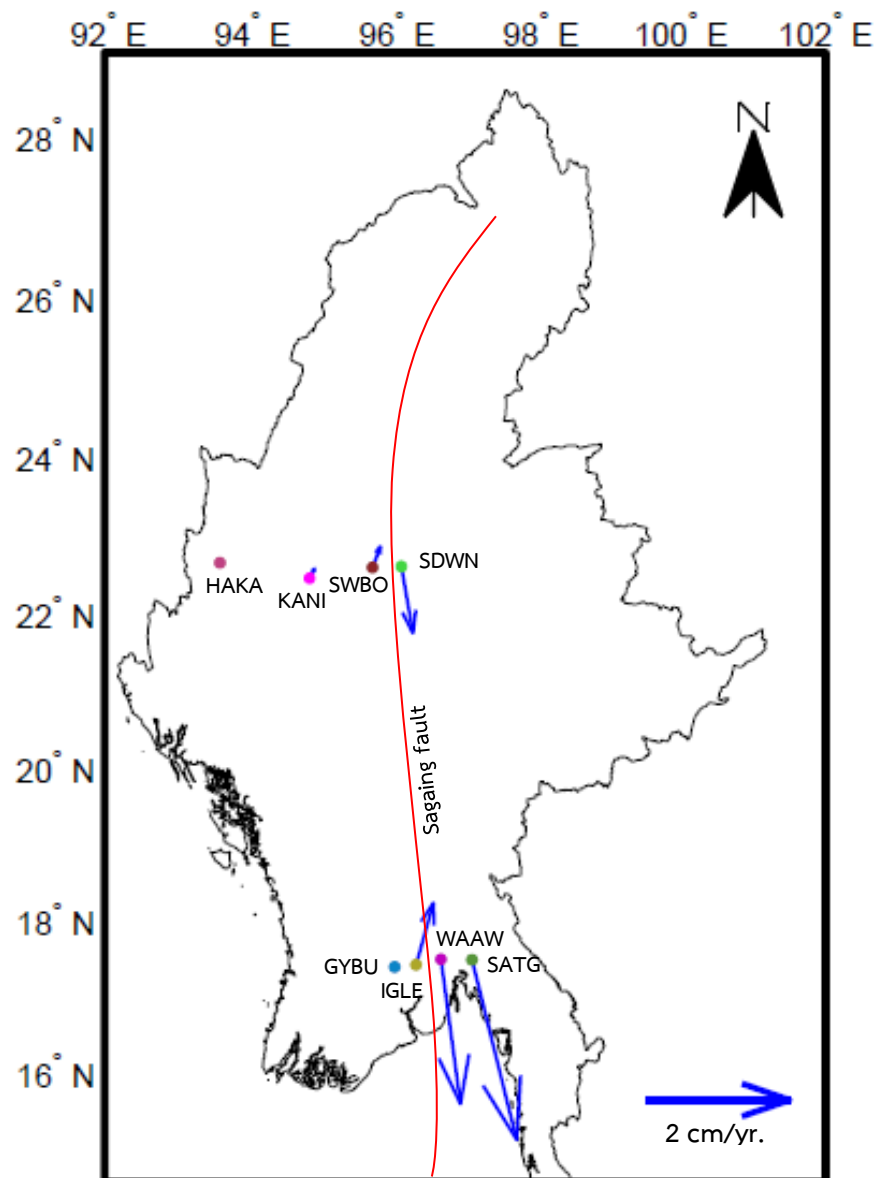 92° E 94° E 96° E 98° E 100° E 102° E
N
28° N
26° N
24° N
22° N
20° N
18° N
16° N
HAKA
KANI
SWBO
SDWN
Sagaing fault
GYBU
IGLE
WAAW
SATG
2 cm/yr.